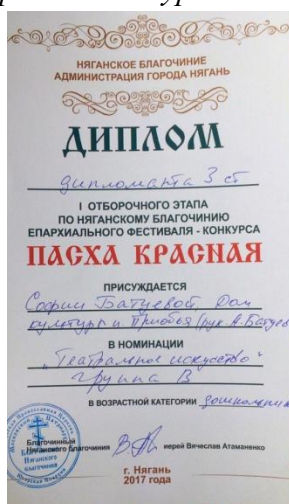 НЯГАНСКОЕ БЛАГОЧИНИЕ
АДМИНИСТРАЦИЯ ГОРОДА НЯГАНЬ
ДИПЛОМ
дипломанта 3 ст
I ОТБОРОЧНОГО ЭТАПА
ПО НЯГАНСКОМУ БЛАГОЧИНИЮ
ЕПАРХИАЛЬНОГО ФЕСТИВАЛЯ - КОНКУРСА
ПАСХА КРАСНАЯ
ПРИСУЖДАЕТСЯ
Софии Батуевой Дом
культуры п Приобья (рук. А. Батуев
В НОМИНАЦИИ
„Театральное искусство"
группа В
В ВОЗРАСТНОЙ КАТЕГОРИИ
Благочинный
Няганского благочиния иерей Вячеслав Атаманенко
г. Нягань
2017 года